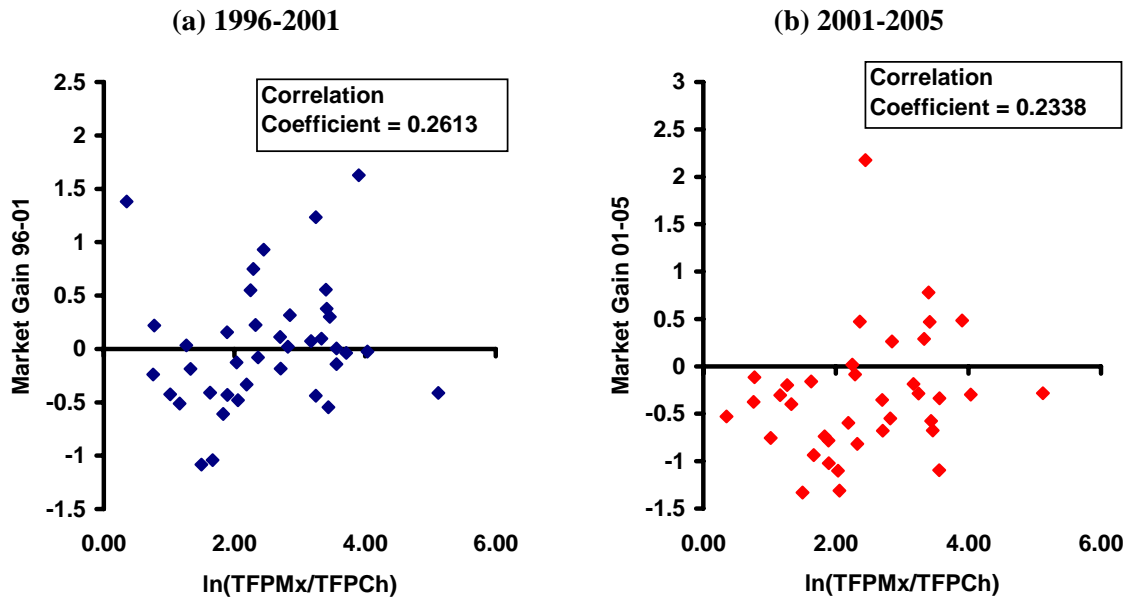 (a) 1996-2001
Correlation
Coefficient = 0.2613
2.5
2
1.5
1
0.5
0
-0.5
-1
-1.5
0.00
2.00
4.00
6.00
Market Gain 96-01
ln(TFPMx/TFPCh)
(b) 2001-2005
Correlation
Coefficient = 0.2338
3
2.5
2
1.5
1
0.5
0
-0.5
-1
-1.5
0.00
2.00
4.00
6.00
Market Gain 01-05
ln(TFPMx/TFPCh)